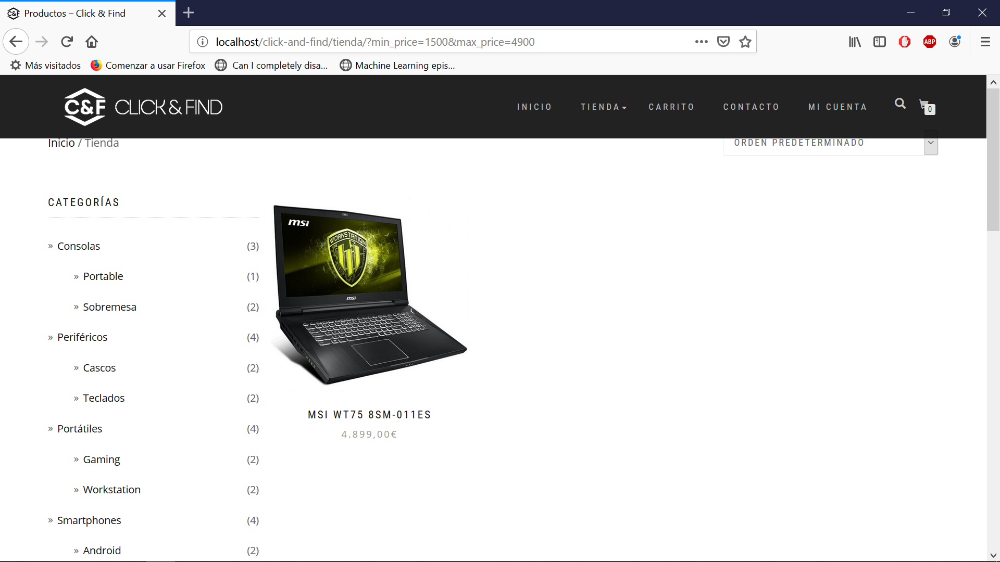 Productos – Click & Find
localhost/click-and-find/tienda/?min_price=1500&max_price=4900
ABP
Más visitados
Comenzar a usar Firefox
Can I completely disa...
Machine Learning epis...
C&F CLICK & FIND
INICIO
TIENDA
CARRITO
CONTACTO
MI CUENTA
0
Inicio / Tienda
ORDEN PREDETERMINADO
CATEGORÍAS
» Consolas (3)
» Portable (1)
» Sobremesa (2)
» Periféricos (4)
» Cascos (2)
» Teclados (2)
» Portátiles (4)
» Gaming (2)
» Workstation (2)
» Smartphones (4)
» Android (2)
msi
WORKSTATION
msi
MSI WT75 8SM-011ES
4.899,00€